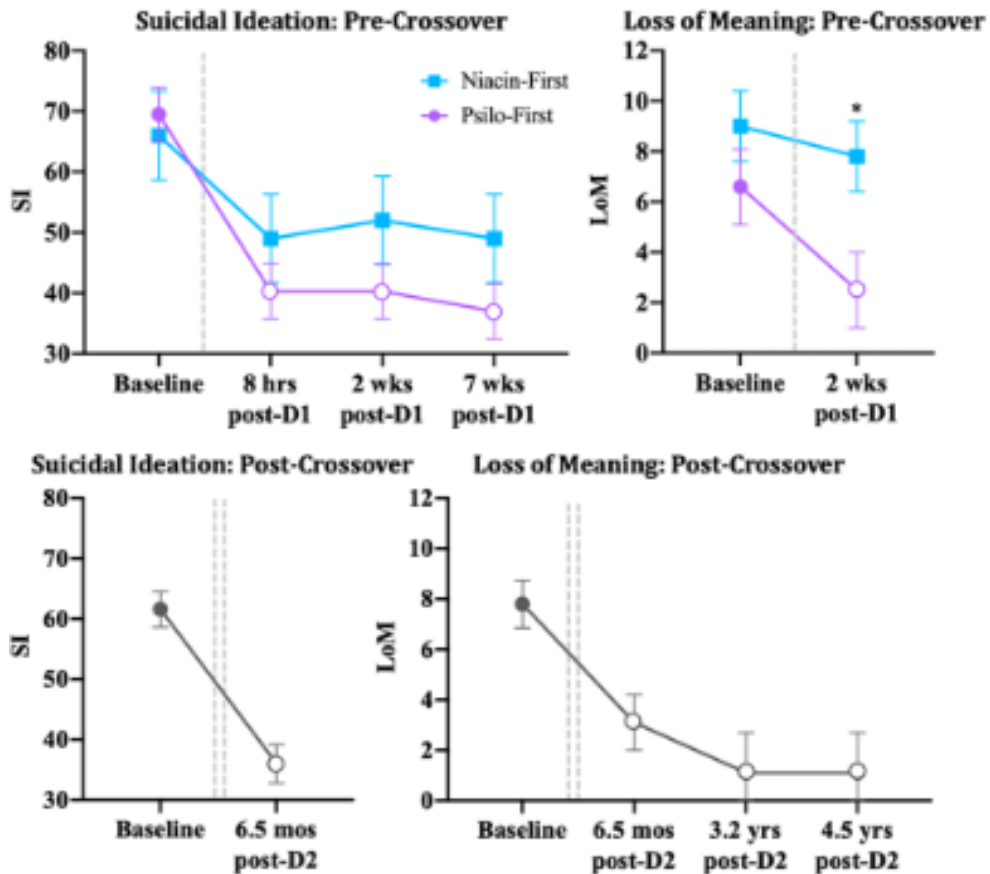 Suicidal Ideation: Pre-Crossover
80
70
60
50
40
30
SI
Niacin-First
Psilo-First
Baseline
8 hrs
post-D1
2 wks
post-D1
7 wks
post-D1
Loss of Meaning: Pre-Crossover
12
10
8
6
4
2
0
LoM
*
Baseline
2 wks
post-D1
Suicidal Ideation: Post-Crossover
80
70
60
50
40
30
SI
Baseline
6.5 mos
post-D2
Loss of Meaning: Post-Crossover
12
10
8
6
4
2
0
LoM
Baseline
6.5 mos
post-D2
3.2 yrs
post-D2
4.5 yrs
post-D2